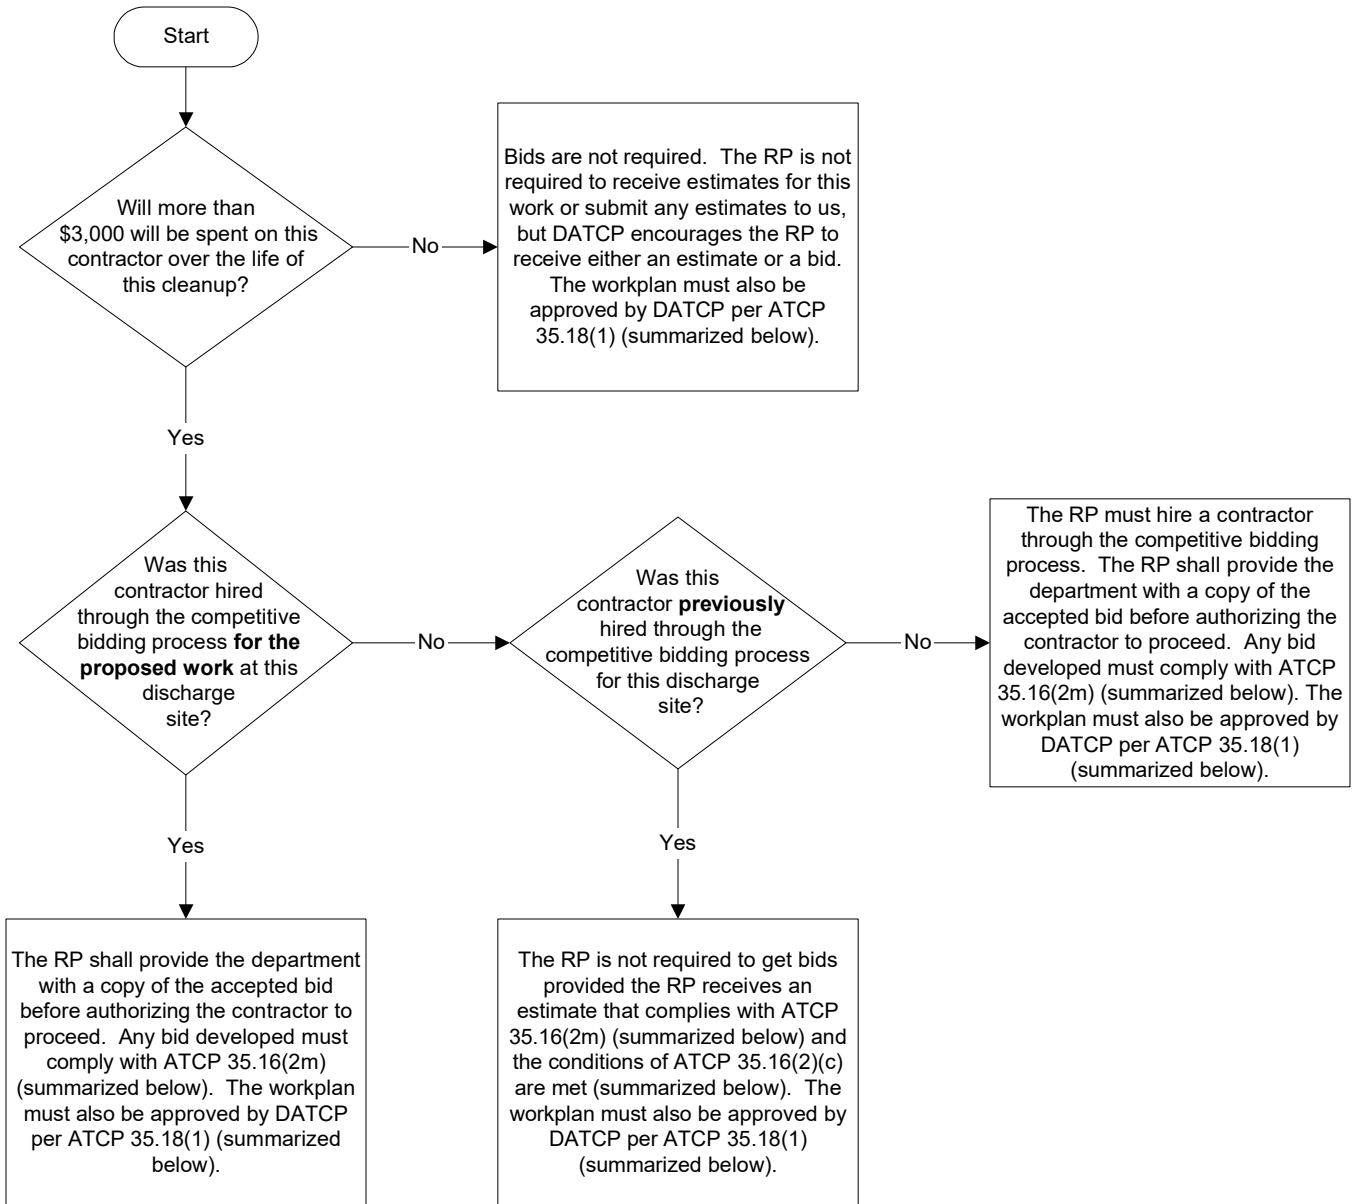 Start
Will more than
$3,000 will be spent on this
contractor over the life of
this cleanup?
No
Bids are not required.  The RP is not
required to receive estimates for this
work or submit any estimates to us,
but DATCP encourages the RP to
receive either an estimate or a bid.
The workplan must also be
approved by DATCP per ATCP
35.18(1) (summarized below).
Yes
Was this
contractor hired
through the competitive
bidding process for the
proposed work at this
discharge
site?
No
Was this
contractor previously
hired through the
competitive bidding process
for this discharge
site?
No
The RP must hire a contractor
through the competitive bidding
process.  The RP shall provide the
department with a copy of the
accepted bid before authorizing the
contractor to proceed.  Any bid
developed must comply with ATCP
35.16(2m) (summarized below). The
workplan must also be approved by
DATCP per ATCP 35.18(1)
(summarized below).
Yes
The RP shall provide the department
with a copy of the accepted bid
before authorizing the contractor to
proceed.  Any bid developed must
comply with ATCP 35.16(2m)
(summarized below).  The workplan
must also be approved by DATCP
per ATCP 35.18(1) (summarized
below).
Yes
The RP is not required to get bids
provided the RP receives an
estimate that complies with ATCP
35.16(2m) (summarized below) and
the conditions of ATCP 35.16(2)(c)
are met (summarized below).  The
workplan must also be approved by
DATCP per ATCP 35.18(1)
(summarized below).